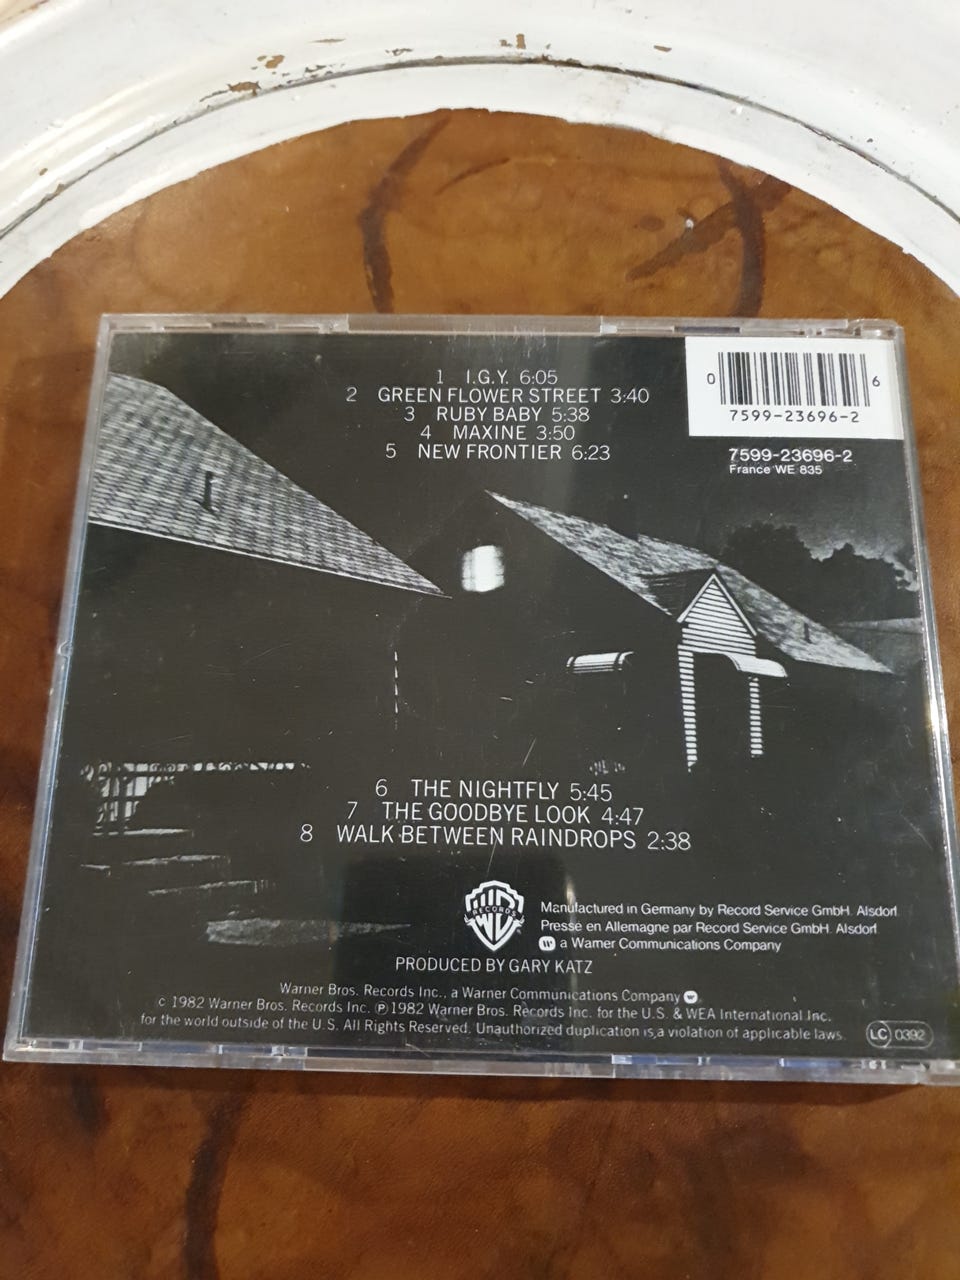 1 I.G.Y. 6:05
2 GREEN FLOWER STREET 3:40
3 RUBY BABY 5:38
4 MAXINE 3:50
5 NEW FRONTIER 6:23
0 7599-23696-2 6
7599-23696-2
France WE 835
6 THE NIGHTFLY 5:45
7 THE GOODBYE LOOK 4:47
8 WALK BETWEEN RAINDROPS 2:38
RECORDS
Manufactured in Germany by Record Service GmbH. Alsdorf
Presse en Allemagne par Record Service GmbH. Alsdorf
a Warner Communications Company
PRODUCED BY GARY KATZ
Warner Bros. Records Inc., a Warner Communications Company
c 1982 Warner Bros. Records Inc. ℗1982 Warner Bros. Records Inc. for the U.S. & WEA International Inc.
for the world outside of the U.S. All Rights Reserved. Unauthorized duplication is a violation of applicable laws.
LC 0392